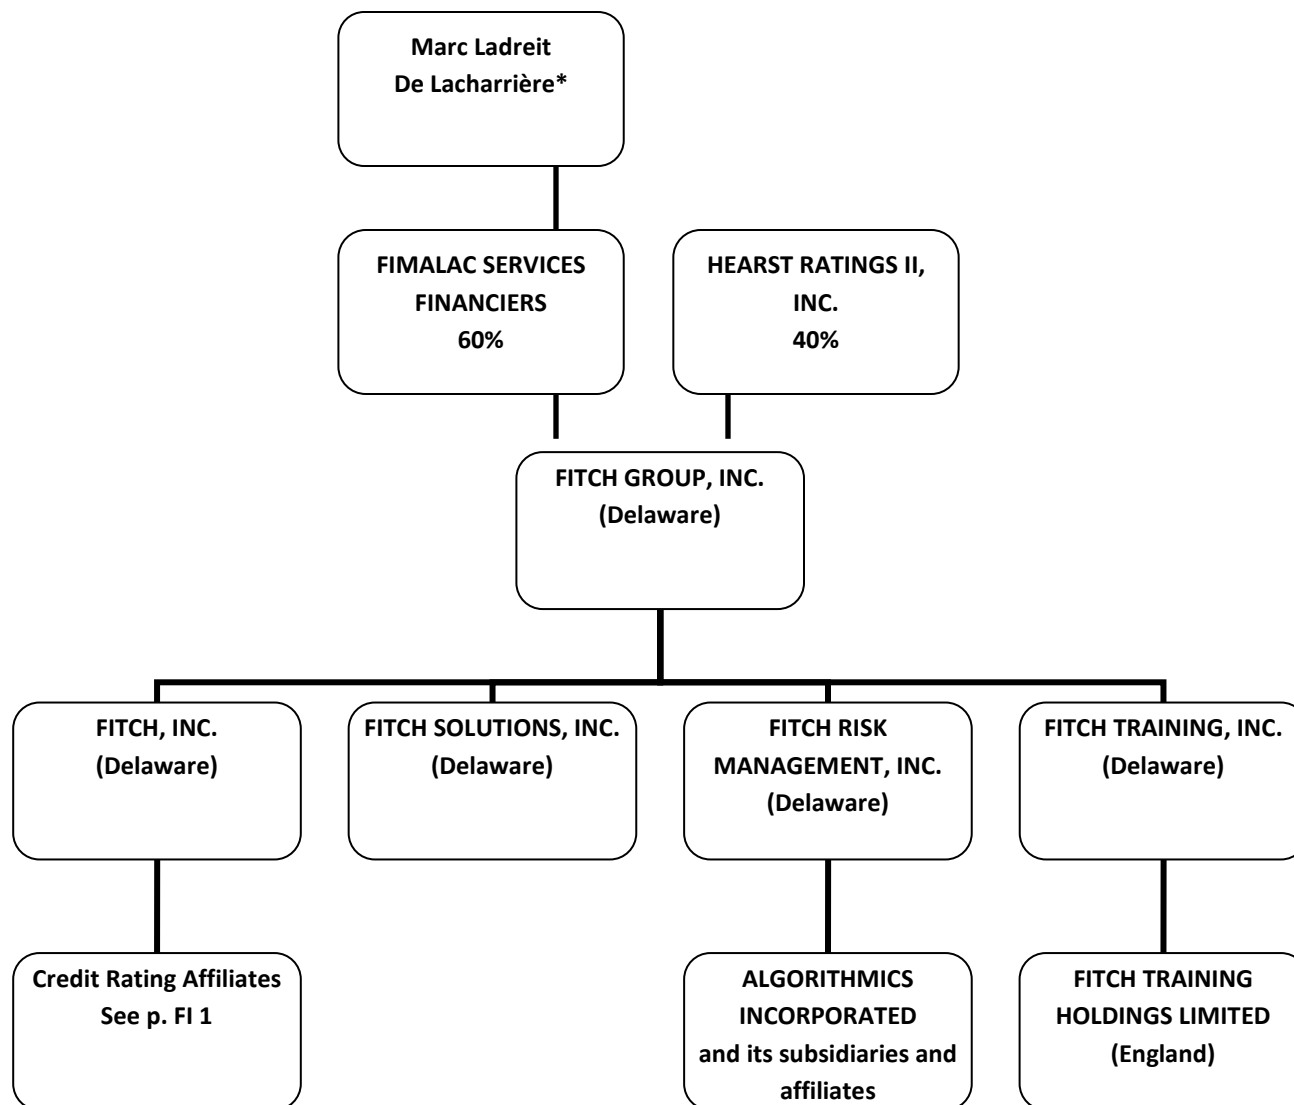 Marc Ladreit
De Lacharrière*
FIMALAC SERVICES
FINANCIERS
60%
HEARST RATINGS II,
INC.
40%
FITCH GROUP, INC.
(Delaware)
FITCH, INC.
(Delaware)
FITCH SOLUTIONS, INC.
(Delaware)
FITCH RISK
MANAGEMENT, INC.
(Delaware)
FITCH TRAINING, INC.
(Delaware)
Credit Rating Affiliates
See p. FI 1
ALGORITHMICS
INCORPORATED
and its subsidiaries and
affiliates
FITCH TRAINING
HOLDINGS LIMITED
(England)